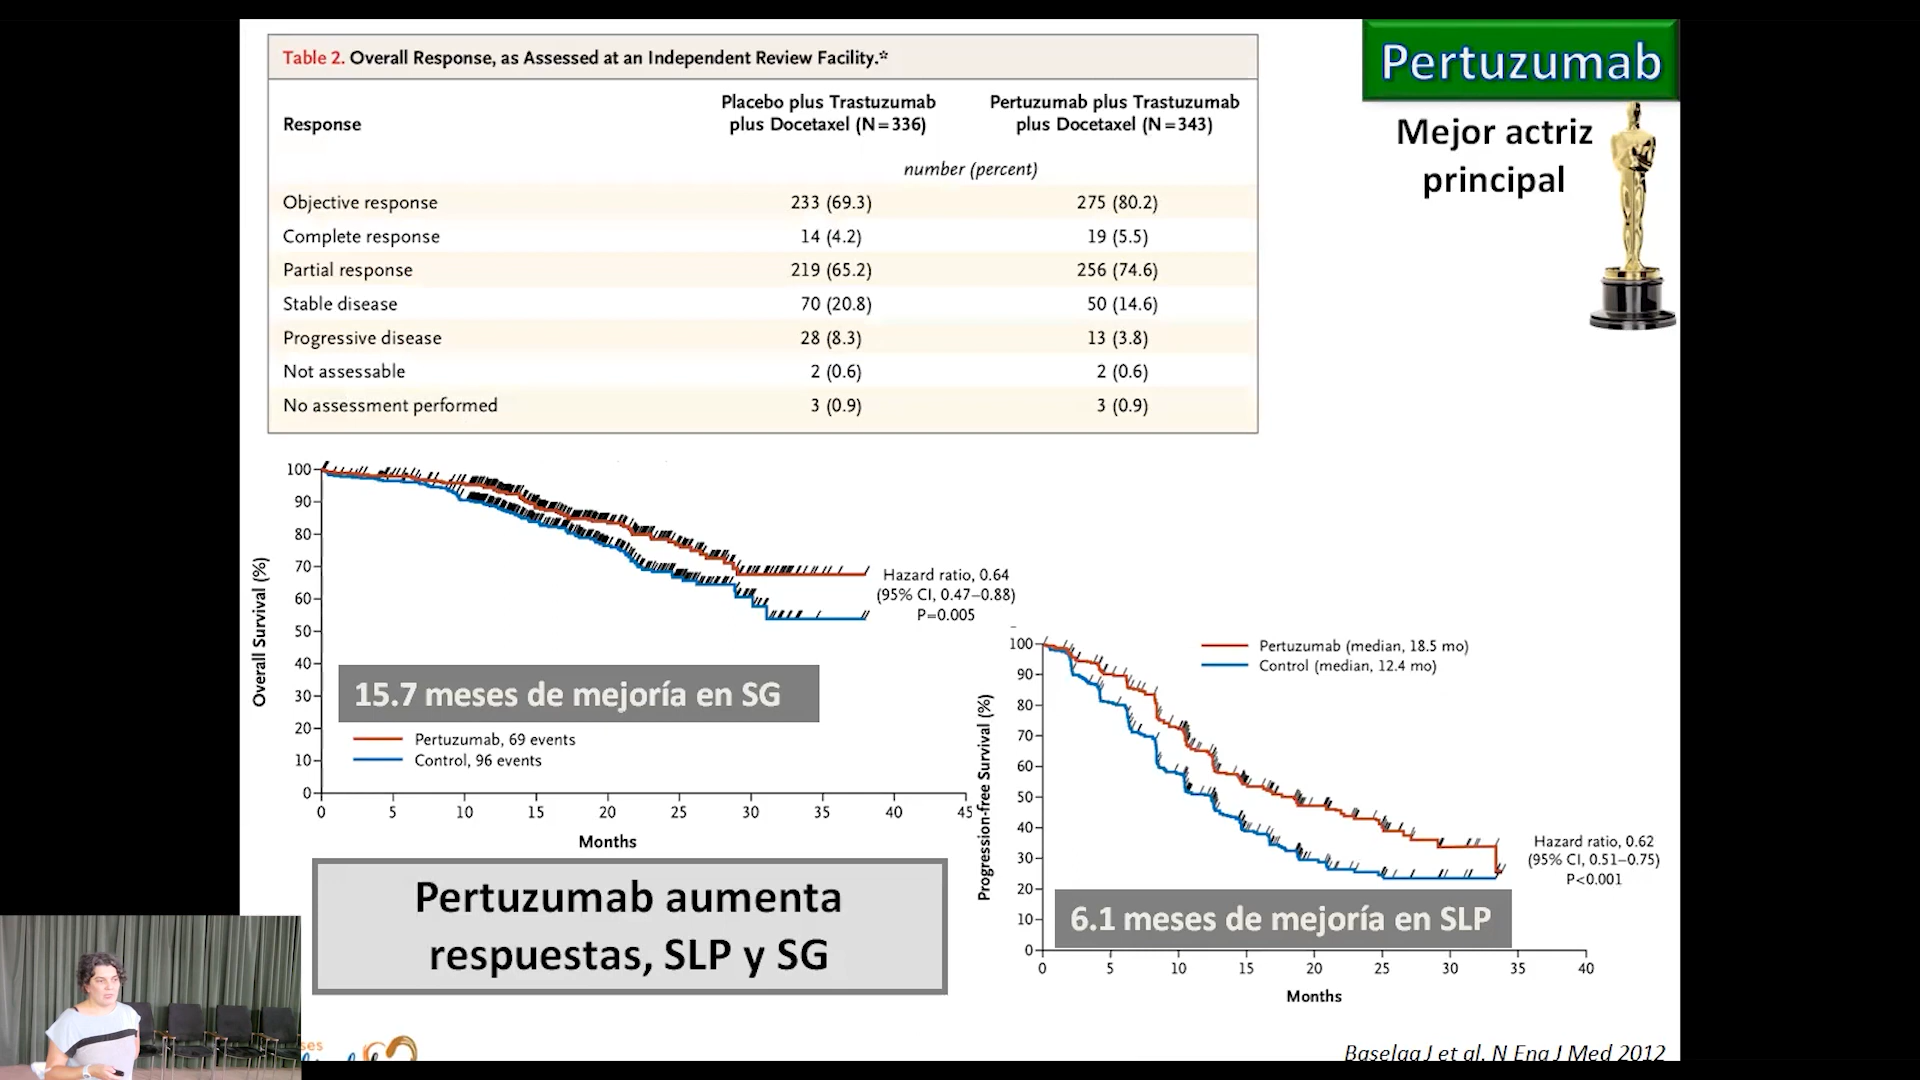 Table 2. Overall Response, as Assessed at an Independent Review Facility.*
Response Placebo plus Trastuzumab plus Docetaxel (N=336) Pertuzumab plus Trastuzumab plus Docetaxel (N=343)
number (percent)
Objective response 233 (69.3) 275 (80.2)
Complete response 14 (4.2) 19 (5.5)
Partial response 219 (65.2) 256 (74.6)
Stable disease 70 (20.8) 50 (14.6)
Progressive disease 28 (8.3) 13 (3.8)
Not assessable 2 (0.6) 2 (0.6)
No assessment performed 3 (0.9) 3 (0.9)
Pertuzumab
Mejor actriz
principal
Overall Survival (%)
100
90
80
70
60
50
40
30
20
10
0
Hazard ratio, 0.64
(95% CI, 0.47–0.88)
P=0.005
15.7 meses de mejoría en SG
Pertuzumab, 69 events
Control, 96 events
0 5 10 15 20 25 30 35 40 45
Months
Progression-free Survival (%)
100
90
80
70
60
50
40
30
20
10
0
Pertuzumab (median, 18.5 mo)
Control (median, 12.4 mo)
Hazard ratio, 0.62
(95% CI, 0.51–0.75)
P<0.001
6.1 meses de mejoría en SLP
0 5 10 15 20 25 30 35 40
Months
Pertuzumab aumenta
respuestas, SLP y SG
Baselga J et al. N Eng J Med 2012